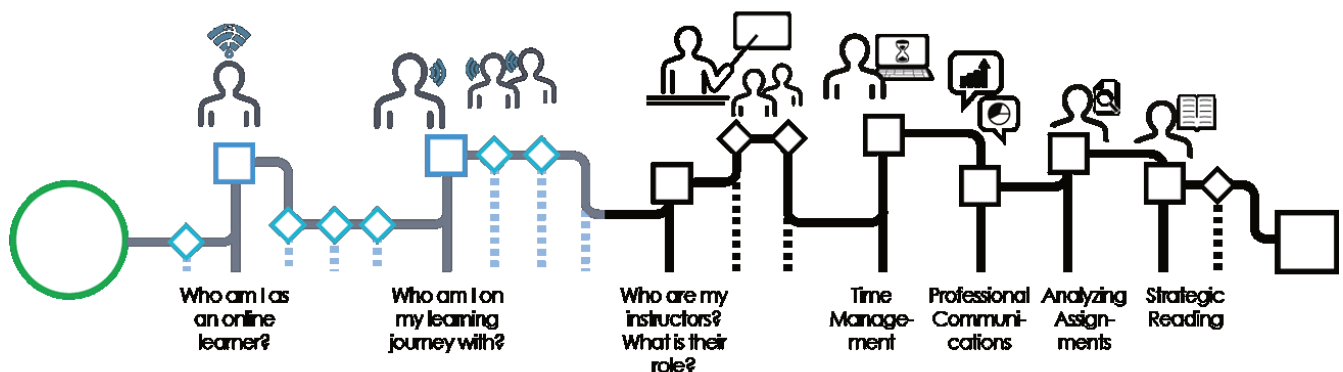 Who am I as
an online
learner?
Who am I on
my learning
journey with?
Who are my
instructors?
What is their
role?
Time
Manage-
ment
Professional
Communi-
cations
Analyzing
Assign-
ments
Strategic
Reading